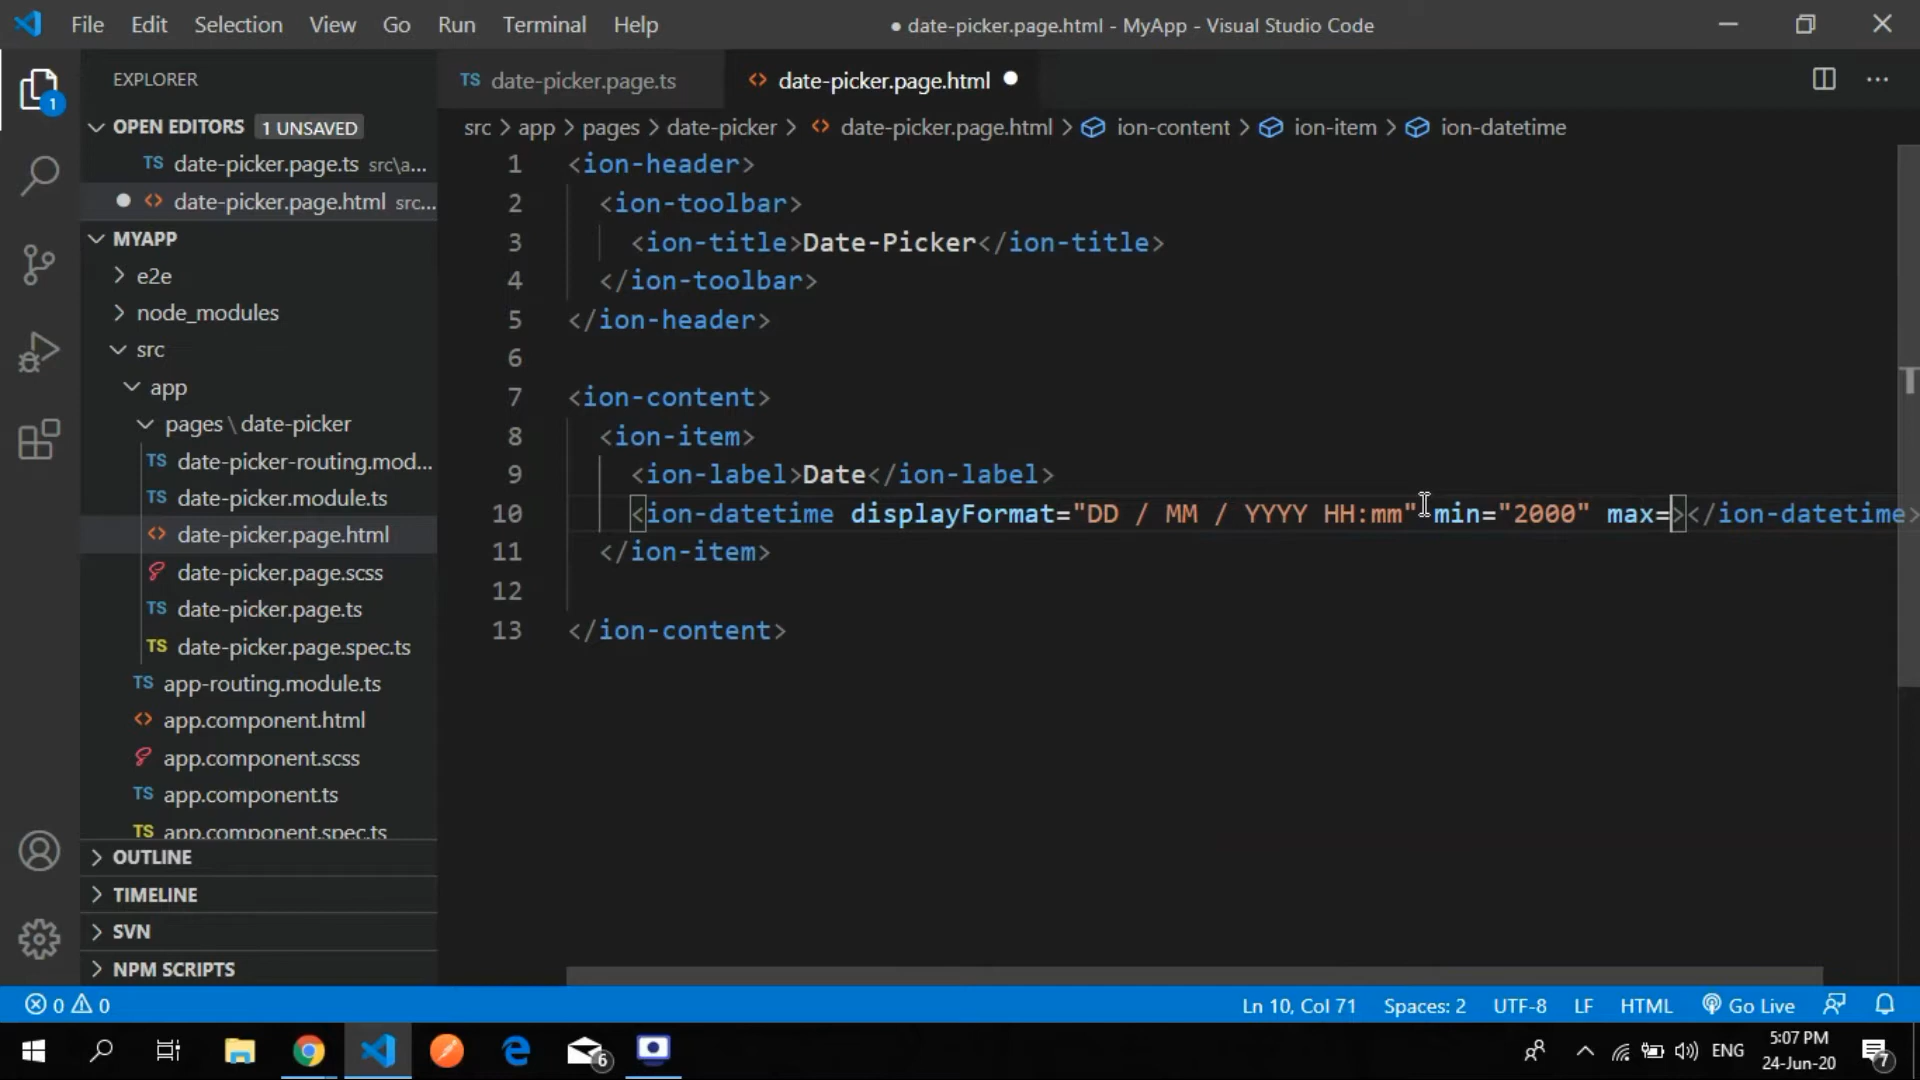 File Edit Selection View Go Run Terminal Help
● date-picker.page.html - MyApp - Visual Studio Code
EXPLORER
OPEN EDITORS 1 UNSAVED
TS date-picker.page.ts src\a...
● <> date-picker.page.html src...
MYAPP
e2e
node_modules
src
app
pages \ date-picker
TS date-picker-routing.mod...
TS date-picker.module.ts
<> date-picker.page.html
date-picker.page.scss
TS date-picker.page.ts
TS date-picker.page.spec.ts
TS app-routing.module.ts
<> app.component.html
app.component.scss
TS app.component.ts
TS app.component.spec.ts
OUTLINE
TIMELINE
SVN
NPM SCRIPTS
1
TS date-picker.page.ts
<> date-picker.page.html ●
src > app > pages > date-picker > <> date-picker.page.html > ion-content > ion-item > ion-datetime
1 <ion-header>
2 <ion-toolbar>
3 <ion-title>Date-Picker</ion-title>
4 </ion-toolbar>
5 </ion-header>
6
7 <ion-content>
8 <ion-item>
9 <ion-label>Date</ion-label>
10 <ion-datetime displayFormat="DD / MM / YYYY HH:mm" min="2000" max=></ion-datetime>
11 </ion-item>
12
13 </ion-content>
0 0
Ln 10, Col 71 Spaces: 2 UTF-8 LF HTML Go Live
6
ENG
5:07 PM
24-Jun-20
7